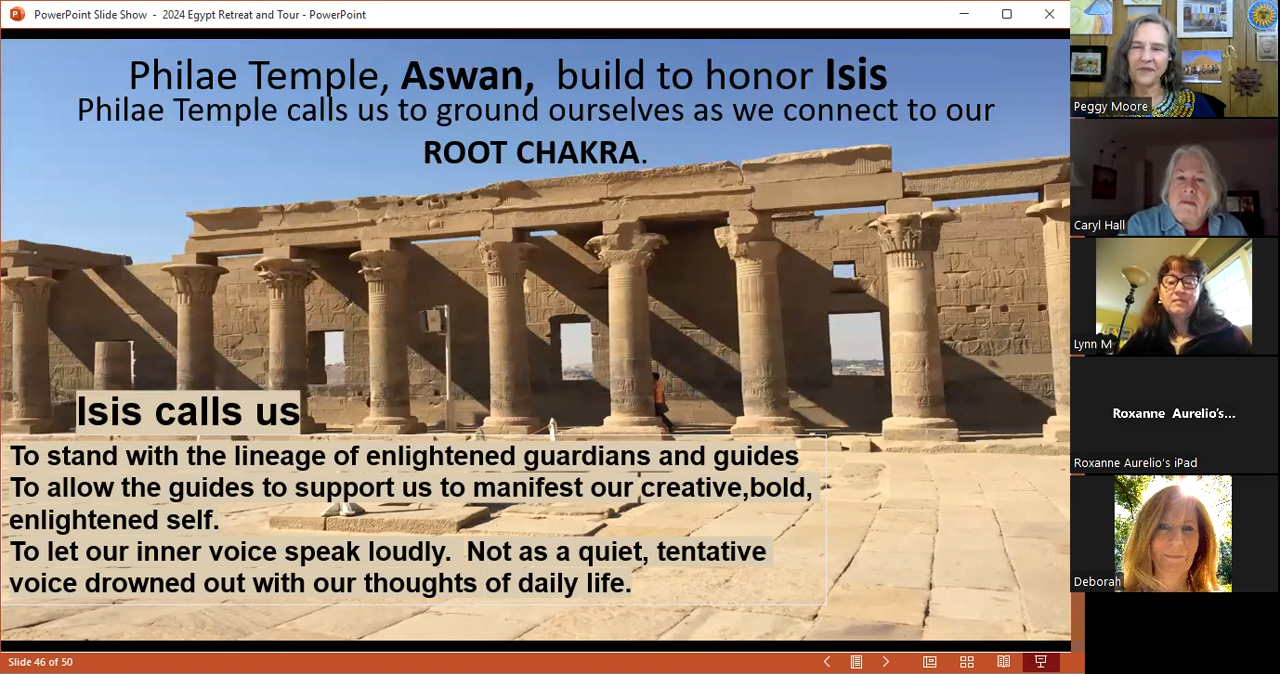 PowerPoint Slide Show - 2024 Egypt Retreat and Tour - PowerPoint
Philae Temple, Aswan, build to honor Isis
Philae Temple calls us to ground ourselves as we connect to our
ROOT CHAKRA.
Isis calls us
To stand with the lineage of enlightened guardians and guides
To allow the guides to support us to manifest our creative,bold,
enlightened self.
To let our inner voice speak loudly. Not as a quiet, tentative
voice drowned out with our thoughts of daily life.
Slide 46 of 50
Peggy Moore
Caryl Hall
Lynn M
Roxanne Aurelio's...
Roxanne Aurelio's iPad
Deborah